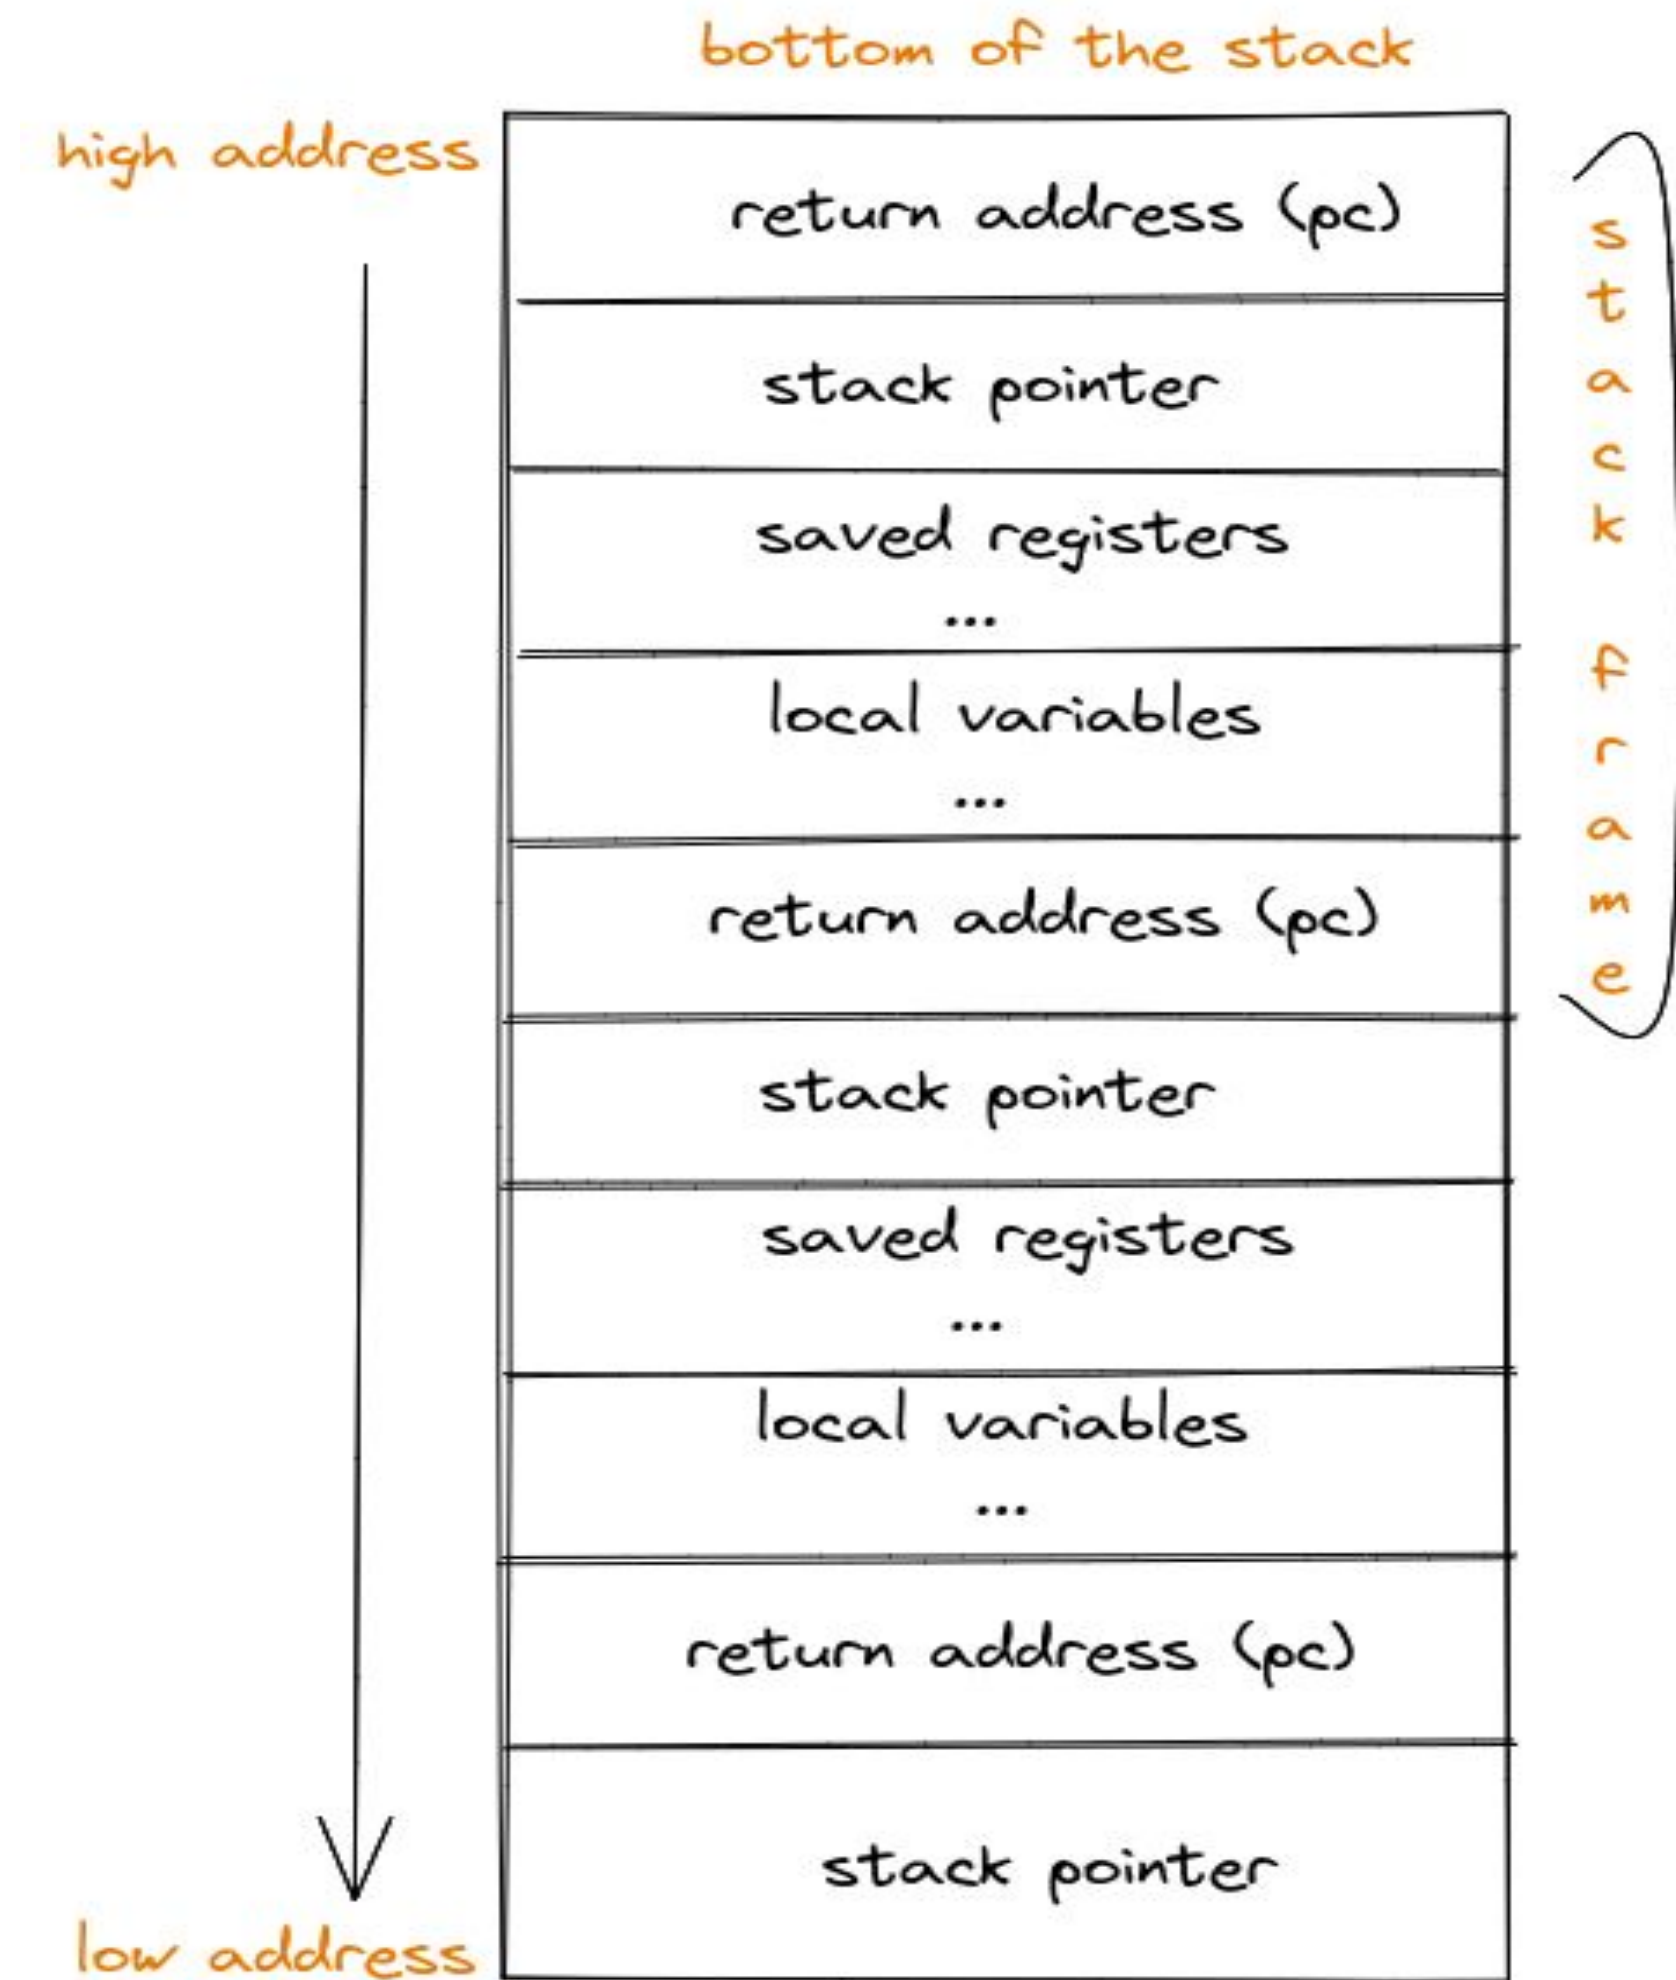 bottom of the stack
high address
return address (pc)
stack pointer
saved registers
...
local variables
...
return address (pc)
stack pointer
saved registers
...
local variables
...
return address (pc)
stack pointer
low address
stack frame